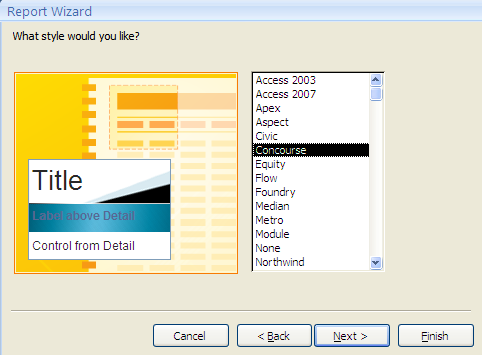 Report Wizard
What style would you like?
Title
Label above Detail
Control from Detail
Access 2003
Access 2007
Apex
Aspect
Civic
Concourse
Equity
Flow
Foundry
Median
Metro
Module
None
Northwind
Cancel
< Back
Next >
Finish